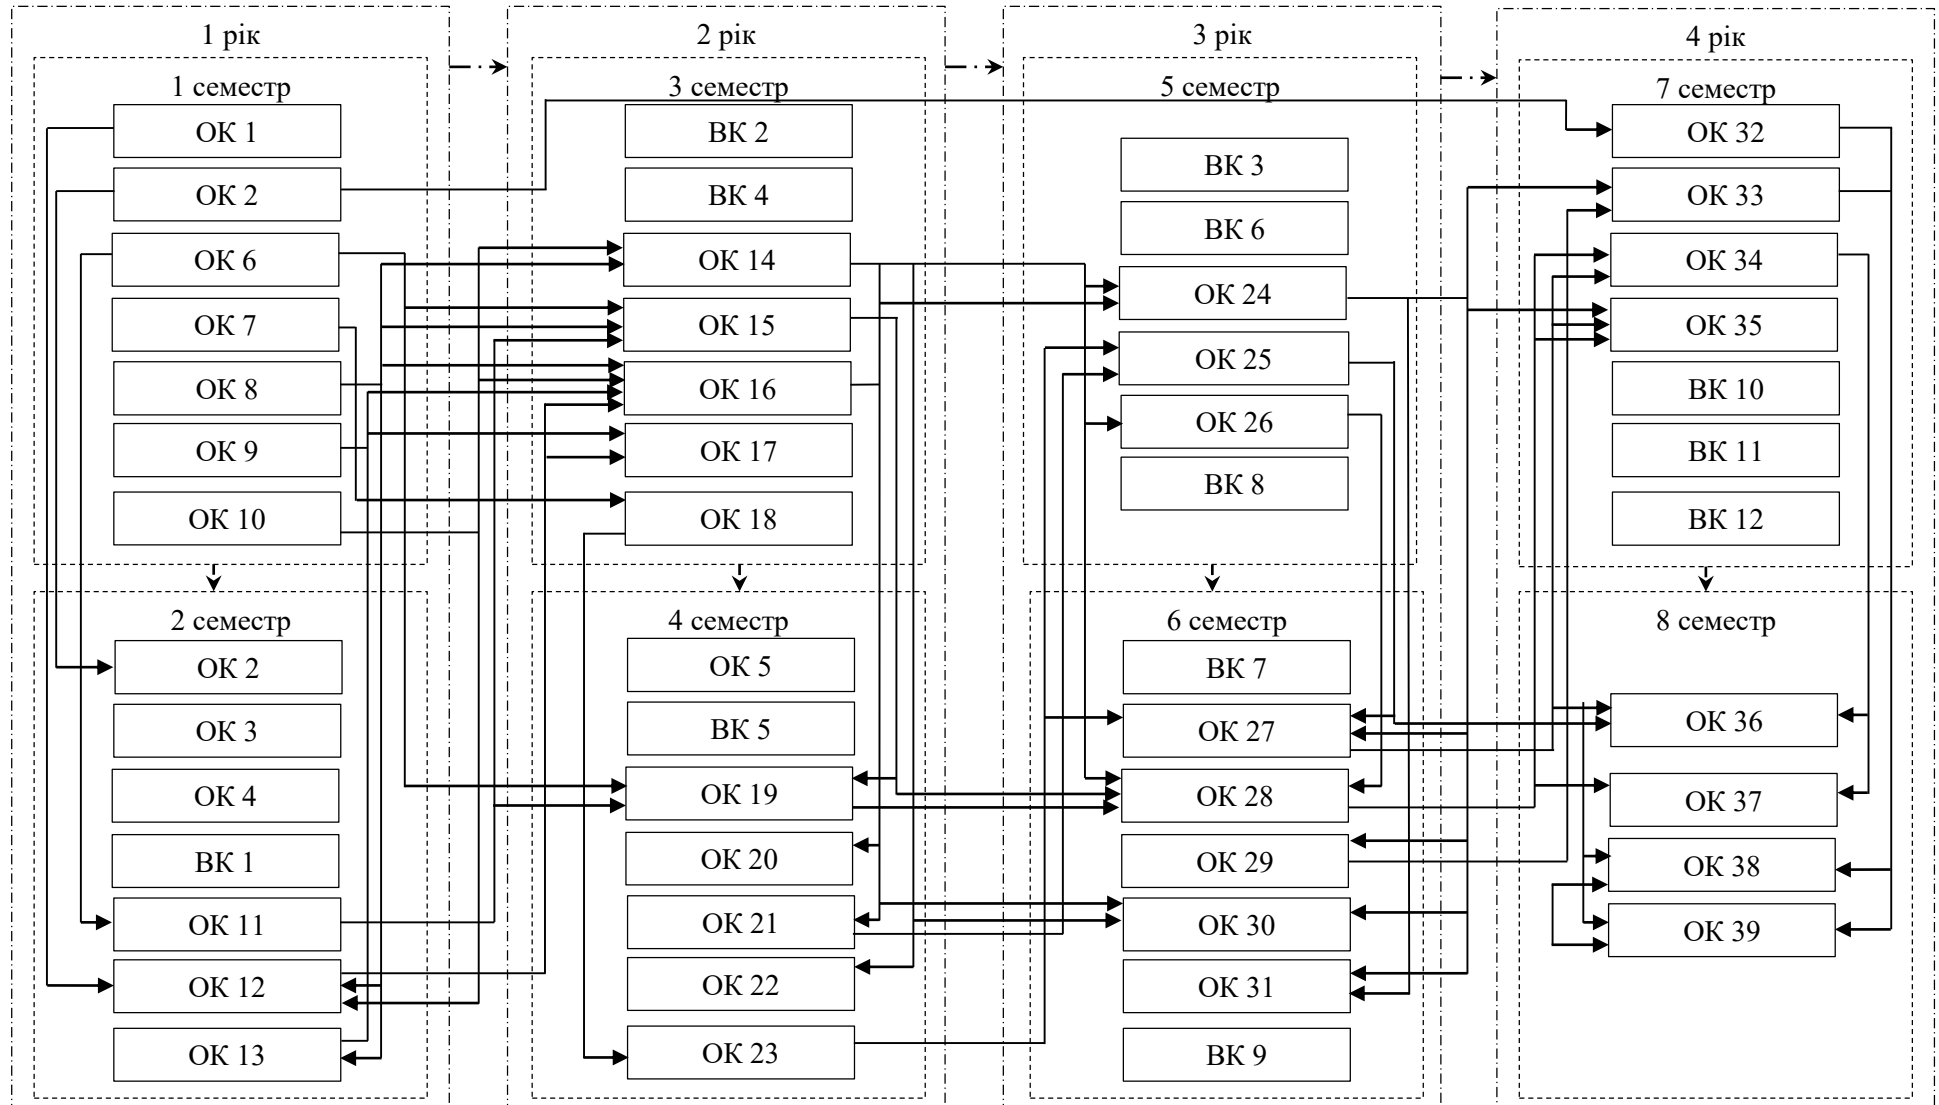 1 рік
1 семестр
ОК 1
ОК 2
ОК 6
ОК 7
ОК 8
ОК 9
ОК 10
2 семестр
ОК 2
ОК 3
ОК 4
ВК 1
ОК 11
ОК 12
ОК 13
2 рік
3 семестр
ВК 2
ВК 4
ОК 14
ОК 15
ОК 16
ОК 17
ОК 18
4 семестр
ОК 5
ВК 5
ОК 19
ОК 20
ОК 21
ОК 22
ОК 23
3 рік
5 семестр
ВК 3
ВК 6
ОК 24
ОК 25
ОК 26
ВК 8
6 семестр
ВК 7
ОК 27
ОК 28
ОК 29
ОК 30
ОК 31
ВК 9
4 рік
7 семестр
ОК 32
ОК 33
ОК 34
ОК 35
ВК 10
ВК 11
ВК 12
8 семестр
ОК 36
ОК 37
ОК 38
ОК 39